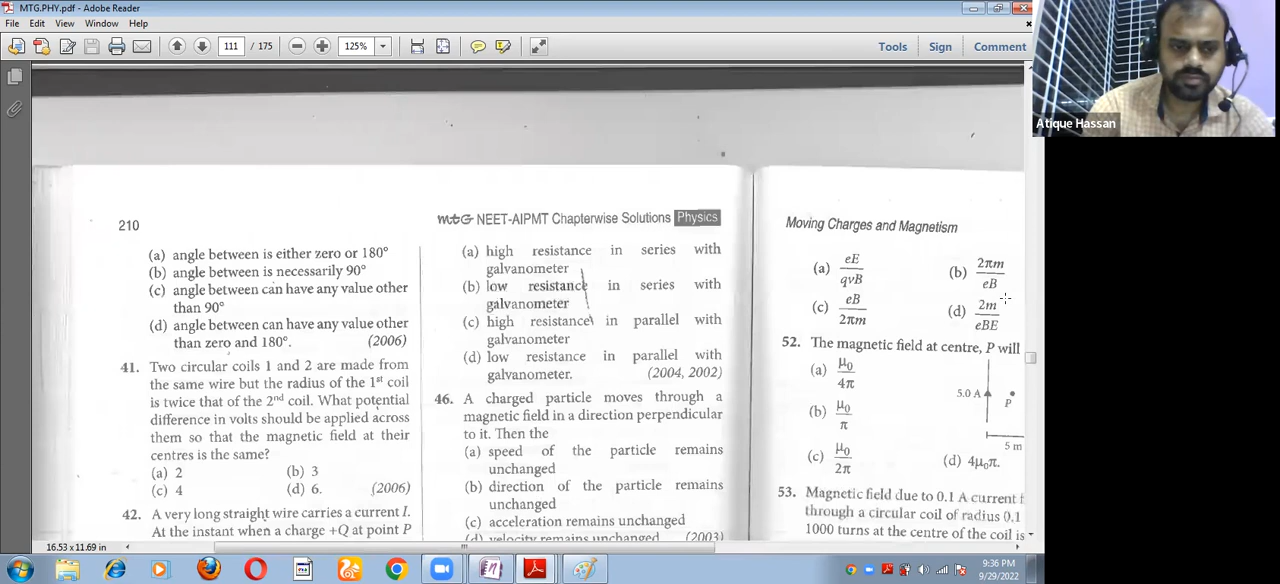 MTG.PHY.pdf - Adobe Reader
File Edit View Window Help
111 / 175 125% Tools Sign Comment
Atique Hassan
210
mtG NEET-AIPMT Chapterwise Solutions Physics
(a) angle between is either zero or 180°
(b) angle between is necessarily 90°
(c) angle between can have any value other
than 90°
(d) angle between can have any value other
than zero and 180°. (2006)
41. Two circular coils 1 and 2 are made from
the same wire but the radius of the 1st coil
is twice that of the 2nd coil. What potential
difference in volts should be applied across
them so that the magnetic field at their
centres is the same?
(a) 2 (b) 3
(c) 4 (d) 6. (2006)
42. A very long straight wire carries a current I.
At the instant when a charge +Q at point P
(a) high resistance in series with
galvanometer
(b) low resistance in series with
galvanometer
(c) high resistance in parallel with
galvanometer
(d) low resistance in parallel with
galvanometer. (2004, 2002)
46. A charged particle moves through a
magnetic field in a direction perpendicular
to it. Then the
(a) speed of the particle remains
unchanged
(b) direction of the particle remains
unchanged
(c) acceleration remains unchanged
(d) velocity remains unchanged (2003)
Moving Charges and Magnetism
(a) eE/qvB (b) 2πm/eB
(c) eB/2πm (d) 2m/eBE
52. The magnetic field at centre, P will
(a) μ0/4π
(b) μ0/π
(c) μ0/2π (d) 4μ0π.
5.0 A
P
5 m
53. Magnetic field due to 0.1 A current
through a circular coil of radius 0.1
1000 turns at the centre of the coil is
16.53 x 11.69 in
9:36 PM
9/29/2022